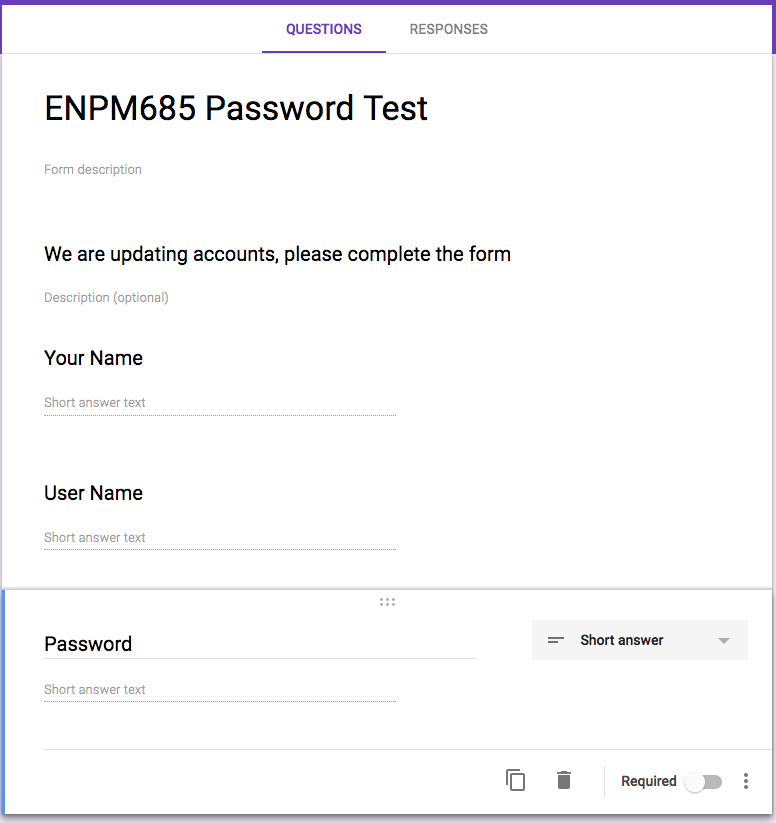 QUESTIONS RESPONSES
ENPM685 Password Test
Form description
We are updating accounts, please complete the form
Description (optional)
Your Name
Short answer text
User Name
Short answer text
Password
Short answer
Short answer text
Required